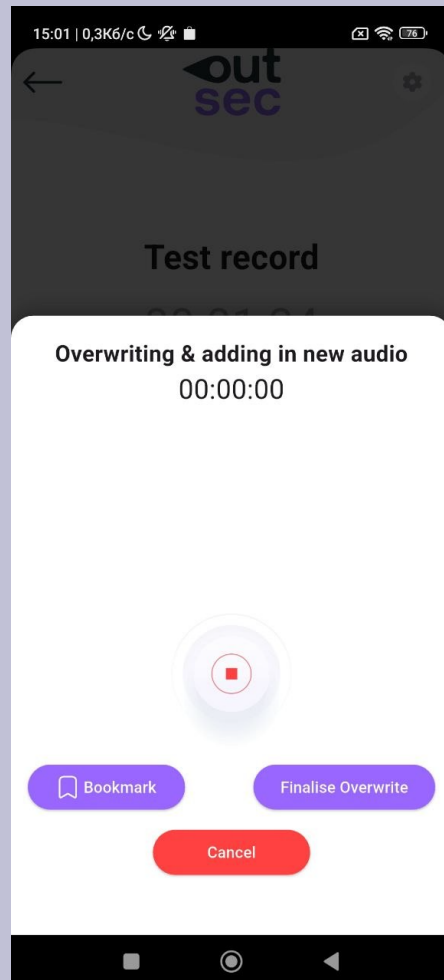 15:01 | 0,3Кб/с
76
out
sec
Test record
Overwriting & adding in new audio
00:00:00
Bookmark
Finalise Overwrite
Cancel